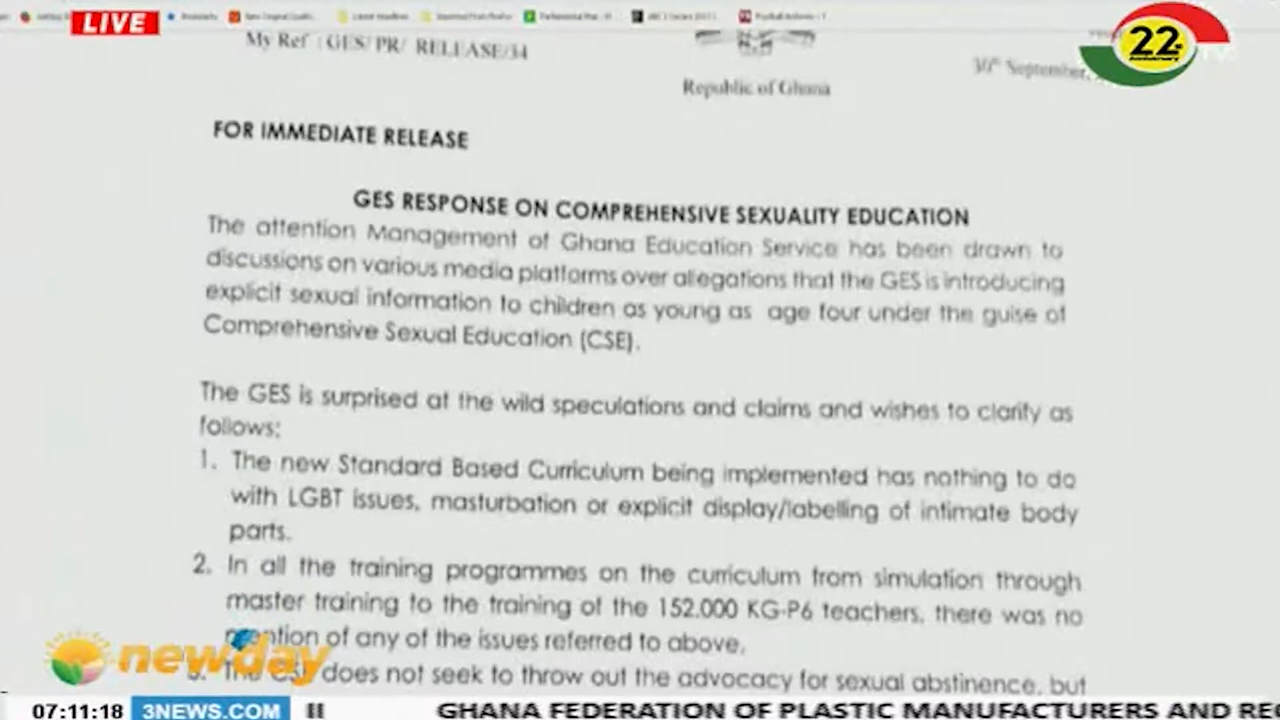 LIVE
My Ref : GES/ PR/ RELEASE/34
22
30th September,
Republic of Ghana
FOR IMMEDIATE RELEASE
GES RESPONSE ON COMPREHENSIVE SEXUALITY EDUCATION
The attention Management of Ghana Education Service has been drawn to
discussions on various media platforms over allegations that the GES is introducing
explicit sexual information to children as young as age four under the guise of
Comprehensive Sexual Education (CSE).
The GES is surprised at the wild speculations and claims and wishes to clarify as
follows:
1. The new Standard Based Curriculum being implemented has nothing to do
with LGBT issues, masturbation or explicit display/labelling of intimate body
parts.
2. In all the training programmes on the curriculum from simulation through
master training to the training of the 152.000 KG-P6 teachers, there was no
mention of any of the issues referred to above.
3. The CSE does not seek to throw out the advocacy for sexual abstinence, but
newday
07:11:18 3NEWS.COM GHANA FEDERATION OF PLASTIC MANUFACTURERS AND REC